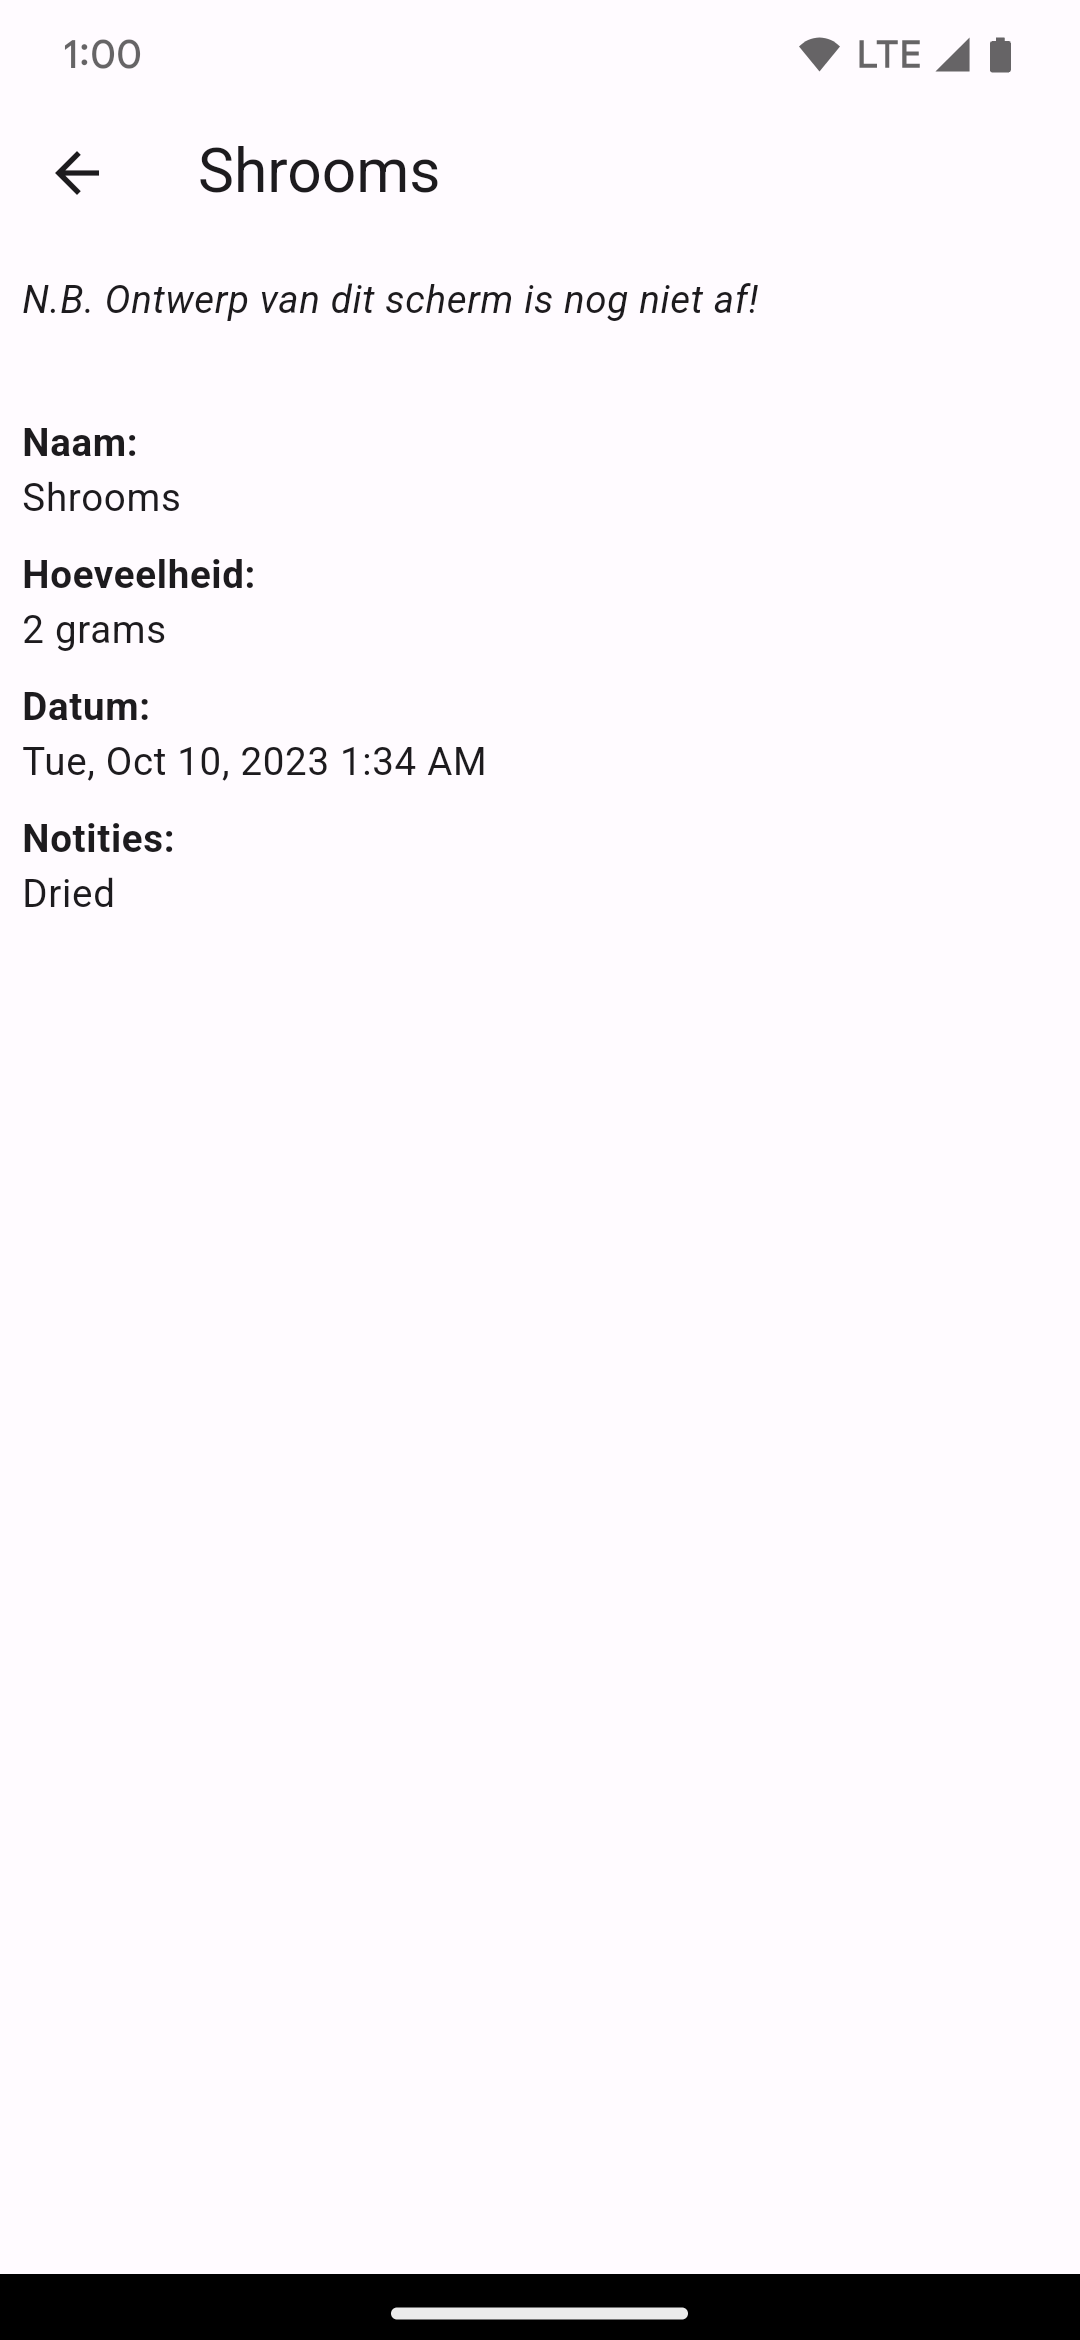 1:00 LTE
Shrooms
N.B. Ontwerp van dit scherm is nog niet af!
Naam:
Shrooms
Hoeveelheid:
2 grams
Datum:
Tue, Oct 10, 2023 1:34 AM
Notities:
Dried